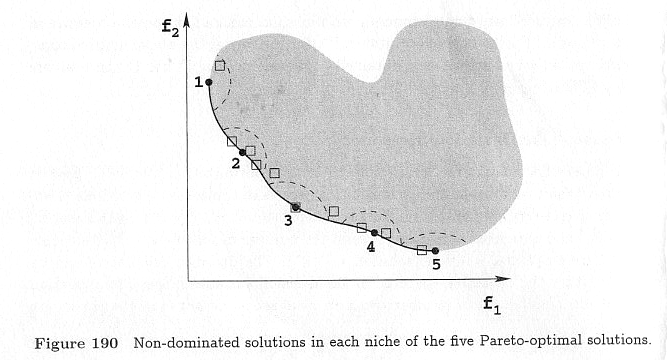 f2
1
2
3
4
5
f1
Figure 190 Non-dominated solutions in each niche of the five Pareto-optimal solutions.